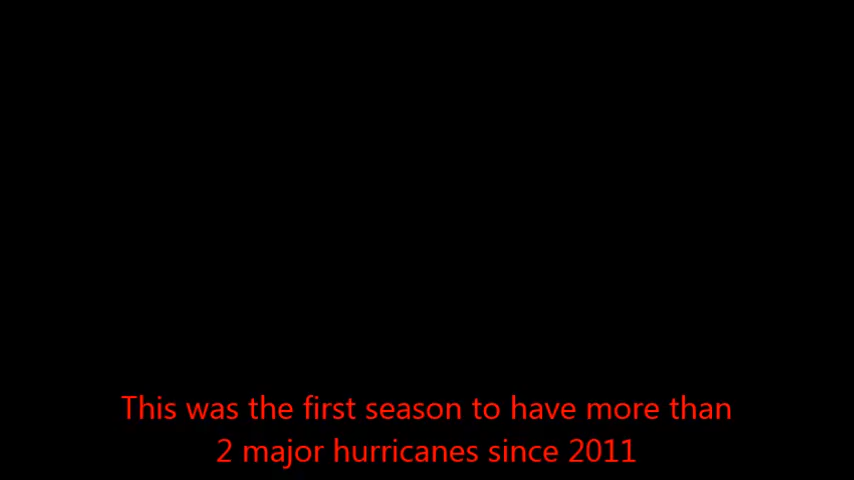 This was the first season to have more than
2 major hurricanes since 2011